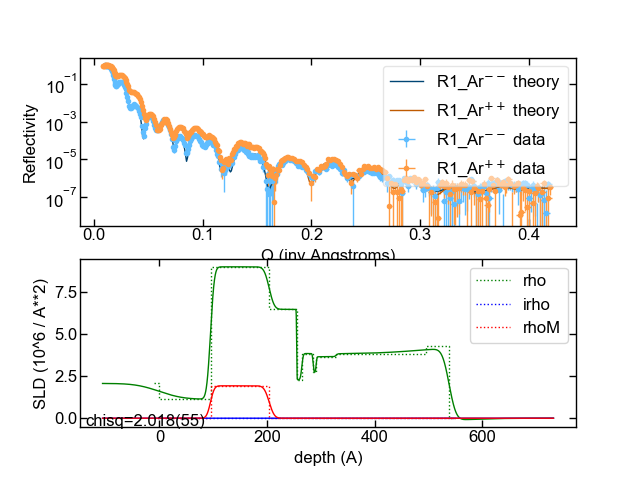 R1_Ar⁻⁻ theory
R1_Ar⁺⁺ theory
R1_Ar⁻⁻ data
R1_Ar⁺⁺ data
Reflectivity
10⁻¹
10⁻³
10⁻⁵
10⁻⁷
0.0 0.1 0.2 0.3 0.4
Q (inv Angstroms)
rho
irho
rhoM
SLD (10^6 / A**2)
7.5
5.0
2.5
0.0
chisq=2.018(55)
0 200 400 600
depth (A)